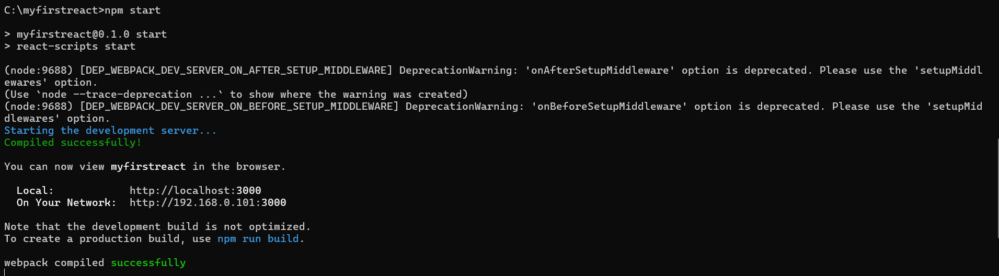 C:\myfirstreact>npm start
> myfirstreact@0.1.0 start
> react-scripts start
(node:9688) [DEP_WEBPACK_DEV_SERVER_ON_AFTER_SETUP_MIDDLEWARE] DeprecationWarning: 'onAfterSetupMiddleware' option is deprecated. Please use the 'setupMiddl
ewares' option.
(Use `node --trace-deprecation ...` to show where the warning was created)
(node:9688) [DEP_WEBPACK_DEV_SERVER_ON_BEFORE_SETUP_MIDDLEWARE] DeprecationWarning: 'onBeforeSetupMiddleware' option is deprecated. Please use the 'setupMid
dlewares' option.
Starting the development server...
Compiled successfully!
You can now view myfirstreact in the browser.
Local:            http://localhost:3000
On Your Network:  http://192.168.0.101:3000
Note that the development build is not optimized.
To create a production build, use npm run build.
webpack compiled successfully